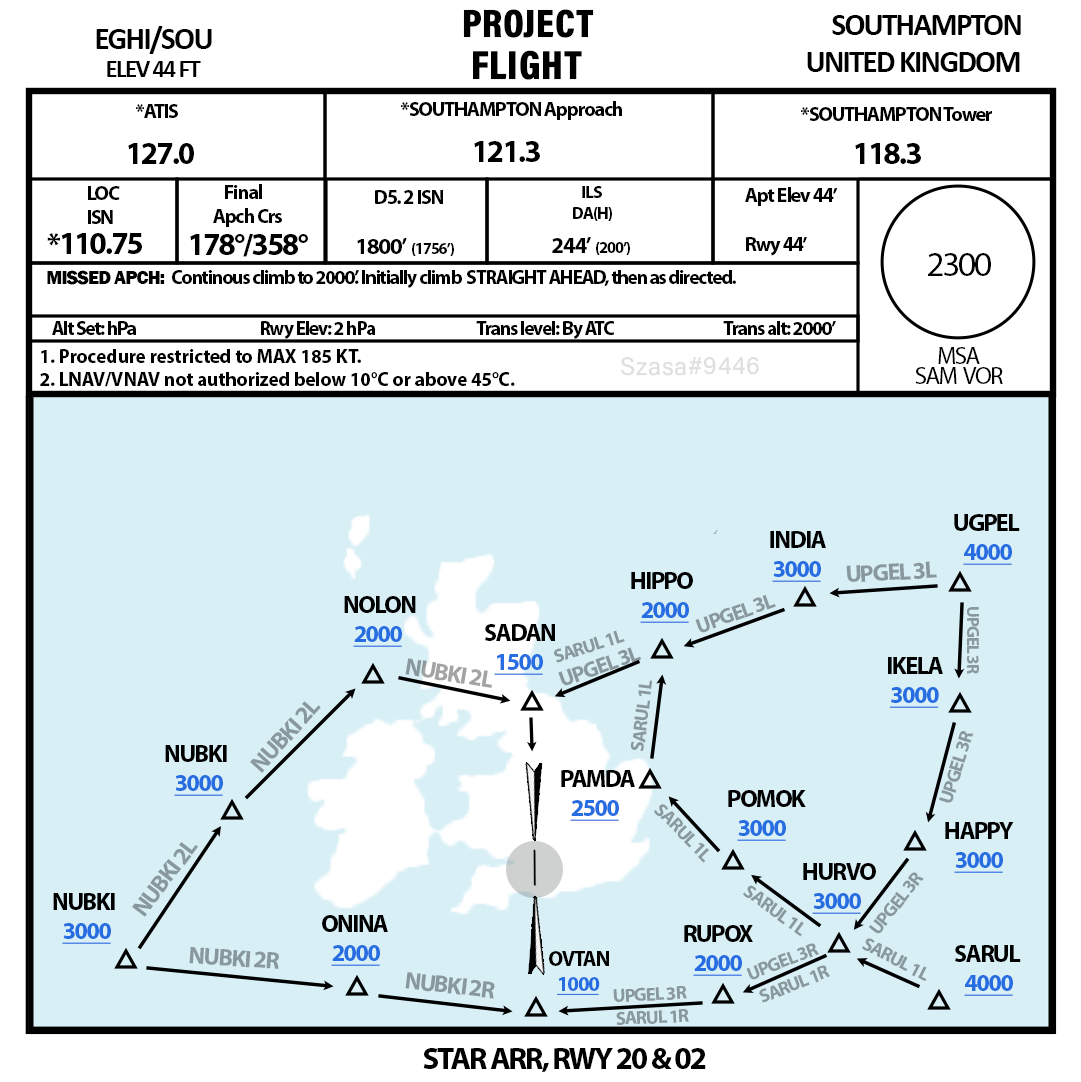 EGHI/SOU
ELEV 44 FT
PROJECT
FLIGHT
SOUTHAMPTON
UNITED KINGDOM
*ATIS
127.0
*SOUTHAMPTON Approach
121.3
*SOUTHAMPTON Tower
118.3
LOC
ISN
*110.75
Final
Apch Crs
178°/358°
D5.2 ISN
1800′ (1756′)
ILS
DA(H)
244′ (200′)
Apt Elev 44′
Rwy 44′
2300
MSA
SAM VOR
MISSED APCH: Continous climb to 2000′. Initially climb STRAIGHT AHEAD, then as directed.
Alt Set: hPa Rwy Elev: 2 hPa Trans level: By ATC Trans alt: 2000′
1. Procedure restricted to MAX 185 KT.
2. LNAV/VNAV not authorized below 10°C or above 45°C.
Szasa#9446
UGPEL
4000
INDIA
3000
UPGEL 3L
HIPPO
2000
UPGEL 3L
NOLON
2000
SADAN
1500
SARUL 1L
UPGEL 3L
UPGEL 3R
IKELA
3000
NUBKI 2L
SARUL 1L
NUBKI 2L
NUBKI
3000
PAMDA
2500
UPGEL 3R
POMOK
3000
SARUL 1L
HAPPY
3000
NUBKI 2L
HURVO
3000
UPGEL 3R
SARUL 1L
NUBKI
3000
ONINA
2000
RUPOX
2000
UPGEL 3R
SARUL 1R
SARUL 1L
SARUL
4000
NUBKI 2R
NUBKI 2R
OVTAN
1000
UPGEL 3R
SARUL 1R
STAR ARR, RWY 20 & 02